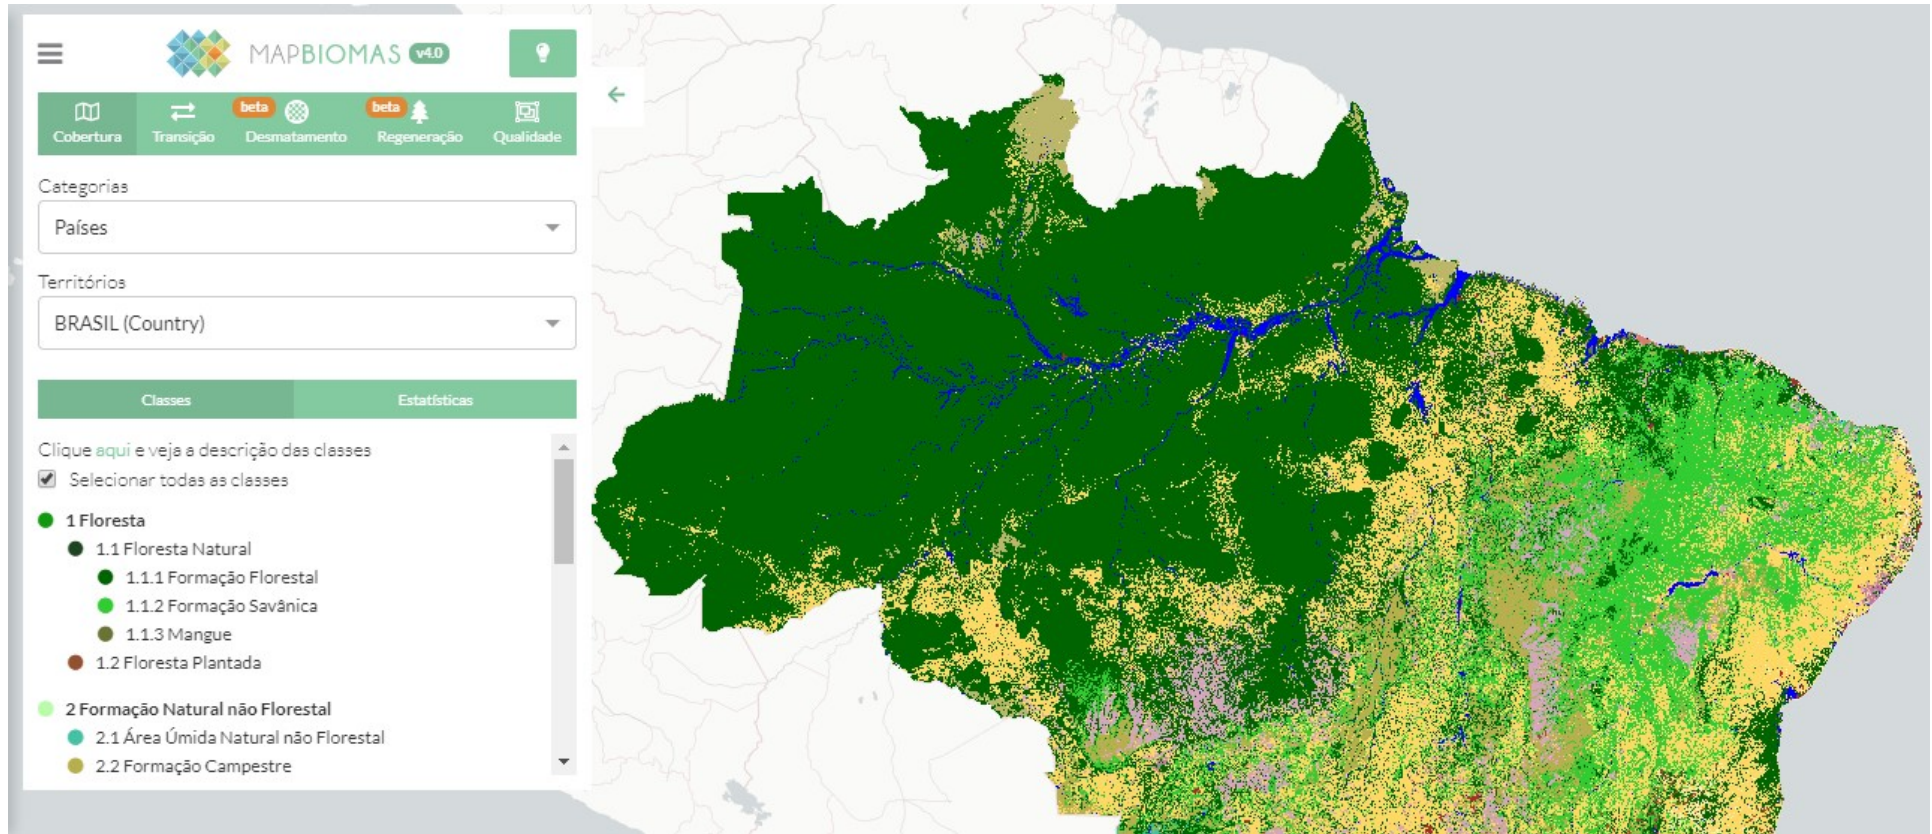 MAPBIOMAS v4.0
beta beta
Cobertura Transição Desmatamento Regeneração Qualidade
Categorias
Países
Territórios
BRASIL (Country)
Classes Estatísticas
Clique aqui e veja a descrição das classes
Selecionar todas as classes
1 Floresta
1.1 Floresta Natural
1.1.1 Formação Florestal
1.1.2 Formação Savânica
1.1.3 Mangue
1.2 Floresta Plantada
2 Formação Natural não Florestal
2.1 Área Úmida Natural não Florestal
2.2 Formação Campestre